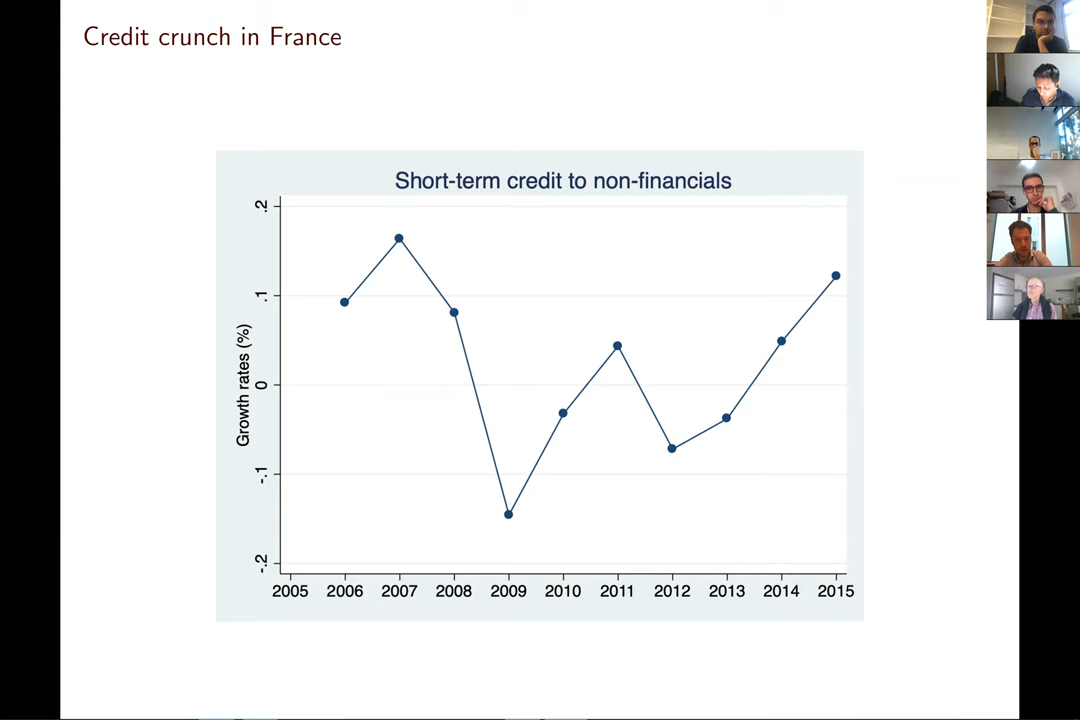 Credit crunch in France
Short-term credit to non-financials
Growth rates (%)
.2
.1
0
-.1
-.2
2005 2006 2007 2008 2009 2010 2011 2012 2013 2014 2015